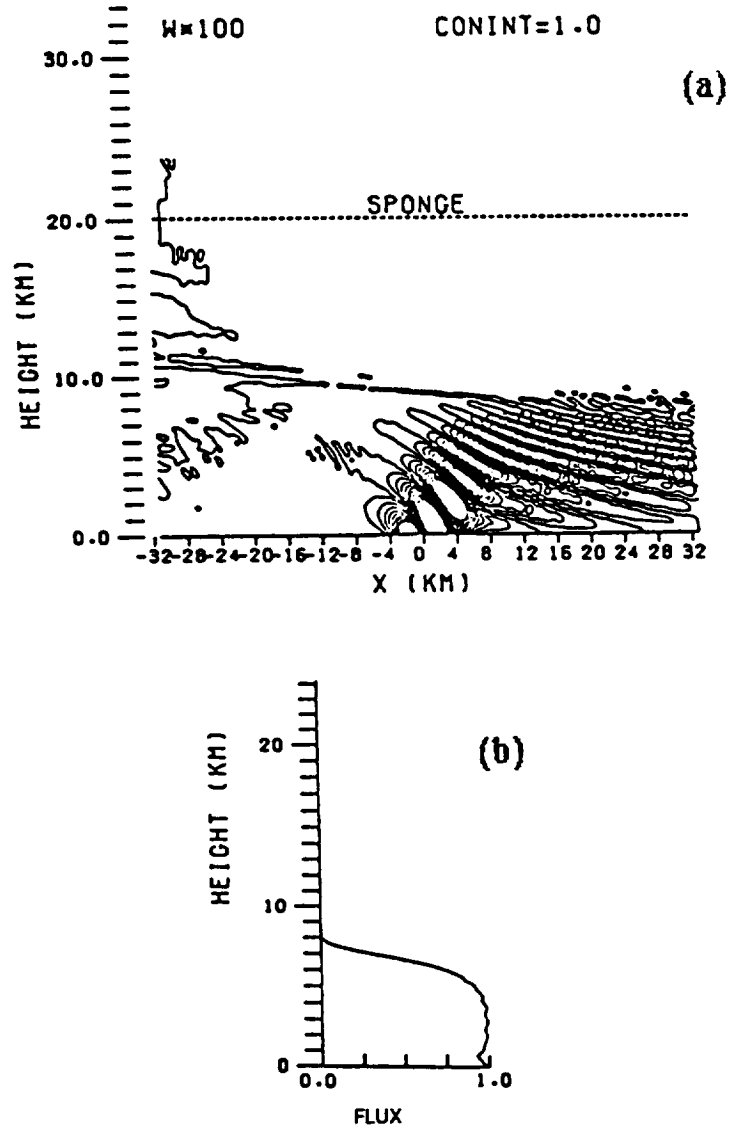 W*100 CONINT=1.0
(a)
30.0
SPONGE
20.0
10.0
0.0
HEIGHT (KM)
-32 -28 -24 -20 -16 -12 -8 -4 0 4 8 12 16 20 24 28 32
X (KM)
(b)
20
10
0
HEIGHT (KM)
0.0 1.0
FLUX